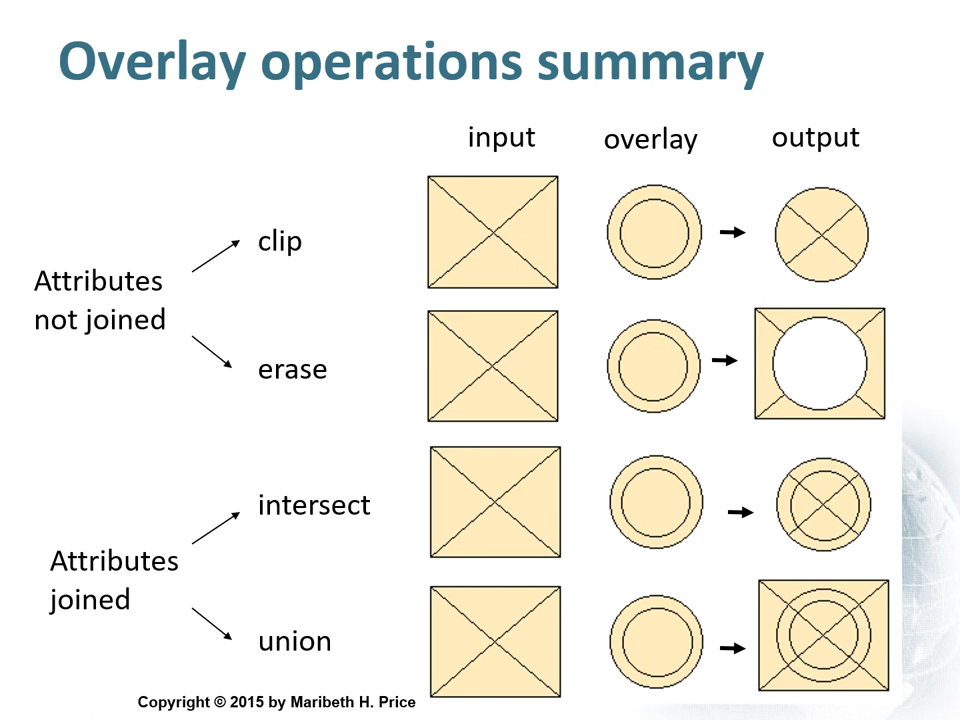 Overlay operations summary
input overlay output
clip
Attributes
not joined
erase
intersect
Attributes
joined
union
Copyright © 2015 by Maribeth H. Price